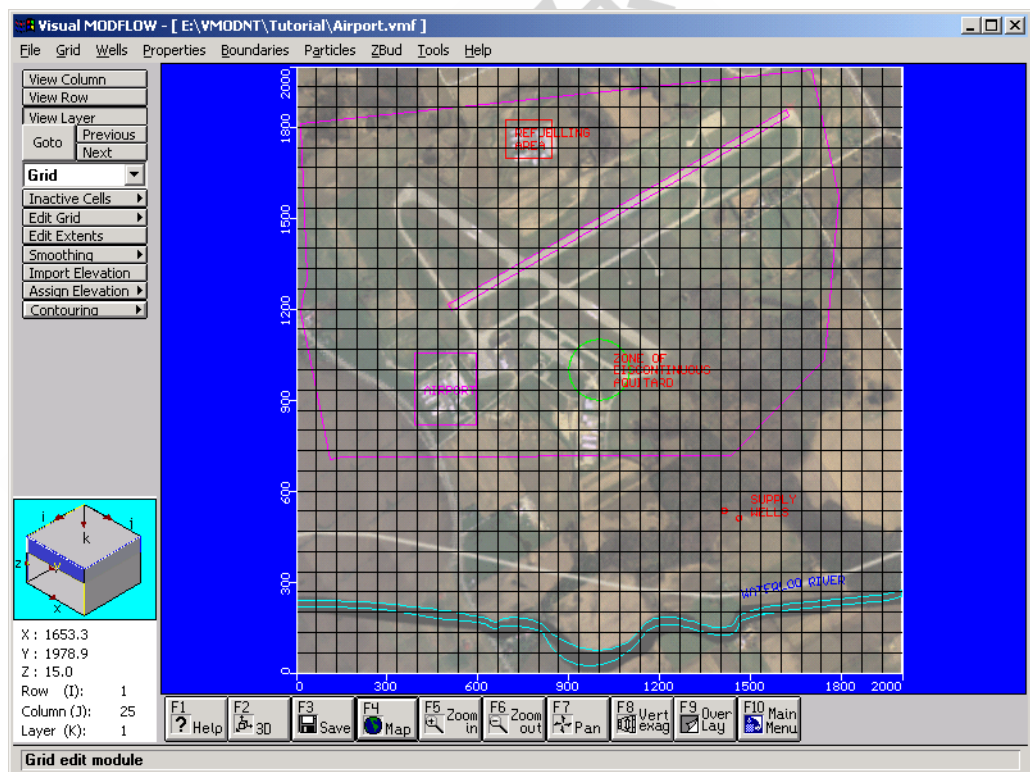 Visual MODFLOW - [ E:\VMODNT\Tutorial\Airport.vmf ]
File Grid Wells Properties Boundaries Particles ZBud Tools Help
View Column
View Row
View Layer
Goto
Previous
Next
Grid
Inactive Cells
Edit Grid
Edit Extents
Smoothing
Import Elevation
Assign Elevation
Contouring
2000
1800
1500
1200
900
600
300
0
REFUELLING
AREA
ZONE OF
DISCONTINUOUS
AQUITARD
AIRPORT
SUPPLY
WELLS
WATERLOO RIVER
0 300 600 900 1200 1500 1800 2000
i j
k
z
y
x
X : 1653.3
Y : 1978.9
Z : 15.0
Row (I): 1
Column (J): 25
Layer (K): 1
F1 ? Help
F2 3D
F3 Save
F4 Map
F5 Zoom in
F6 Zoom out
F7 Pan
F8 Vert exag
F9 Over Lay
F10 Main Menu
Grid edit module